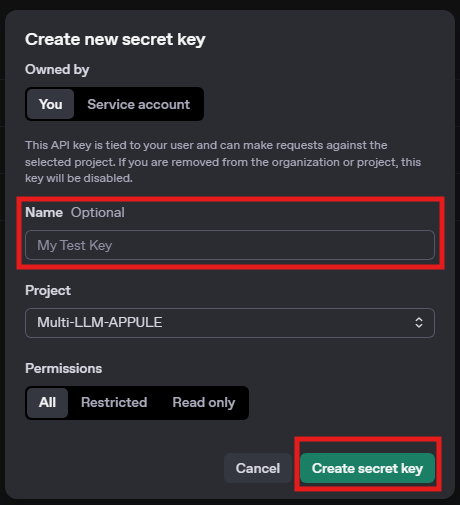 Create new secret key
Owned by
You Service account
This API key is tied to your user and can make requests against the
selected project. If you are removed from the organization or project, this
key will be disabled.
Name Optional
My Test Key
Project
Multi-LLM-APPULE
Permissions
All Restricted Read only
Cancel Create secret key